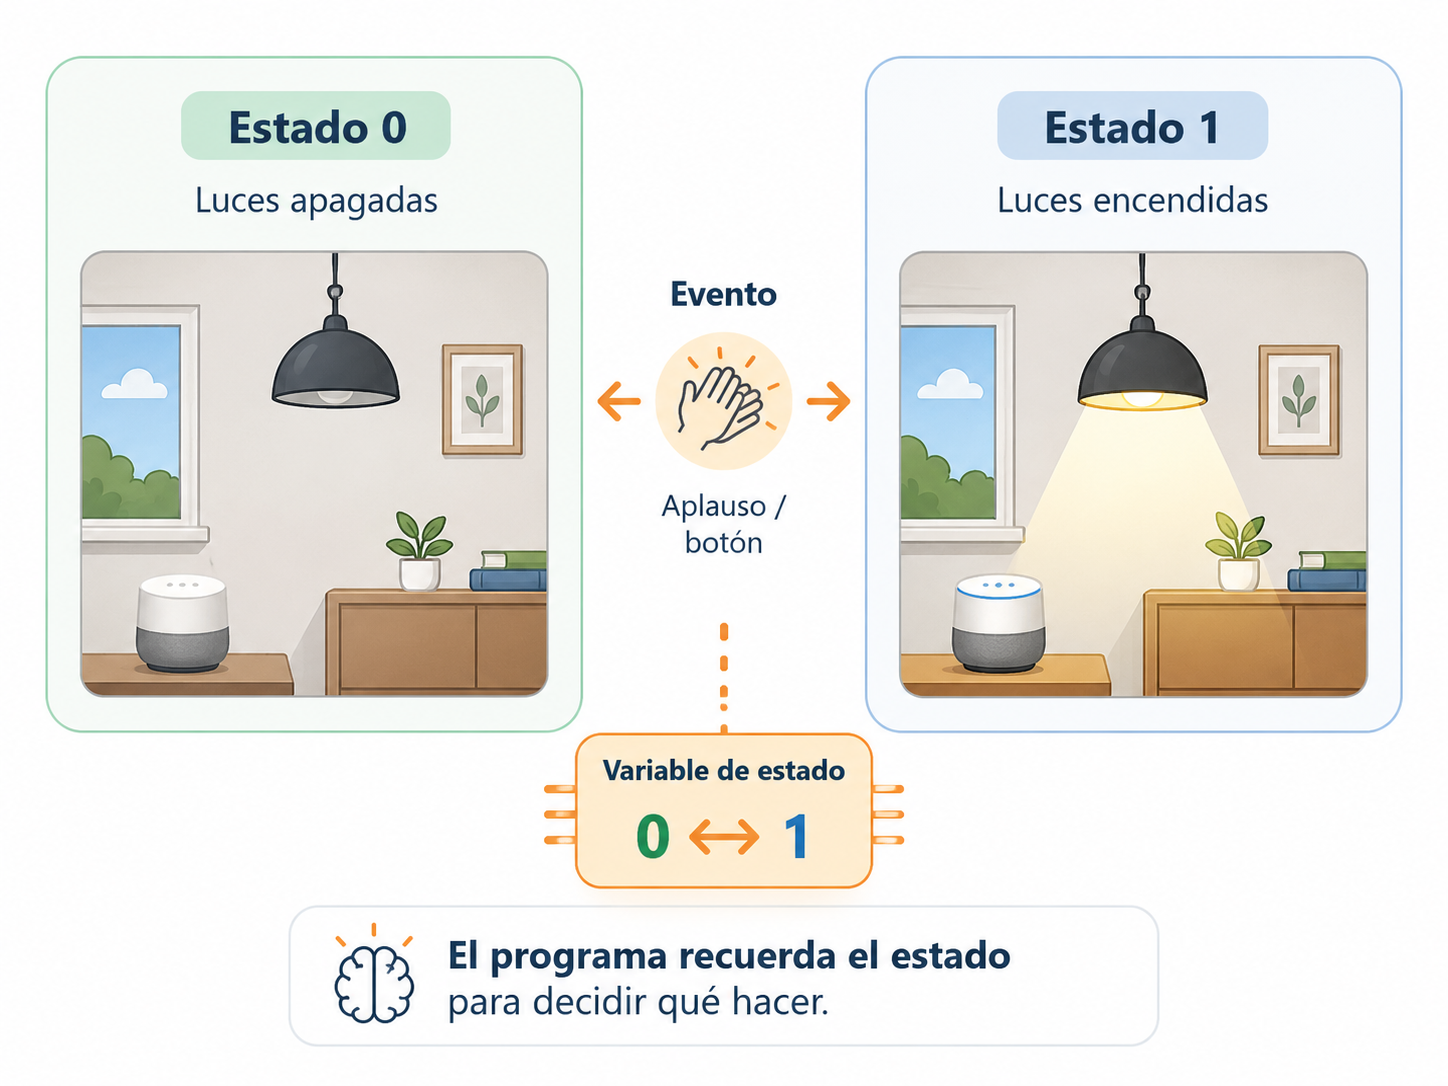 Estado 0
Luces apagadas
Evento
Aplauso /
botón
Estado 1
Luces encendidas
Variable de estado
0 ↔ 1
El programa recuerda el estado
para decidir qué hacer.